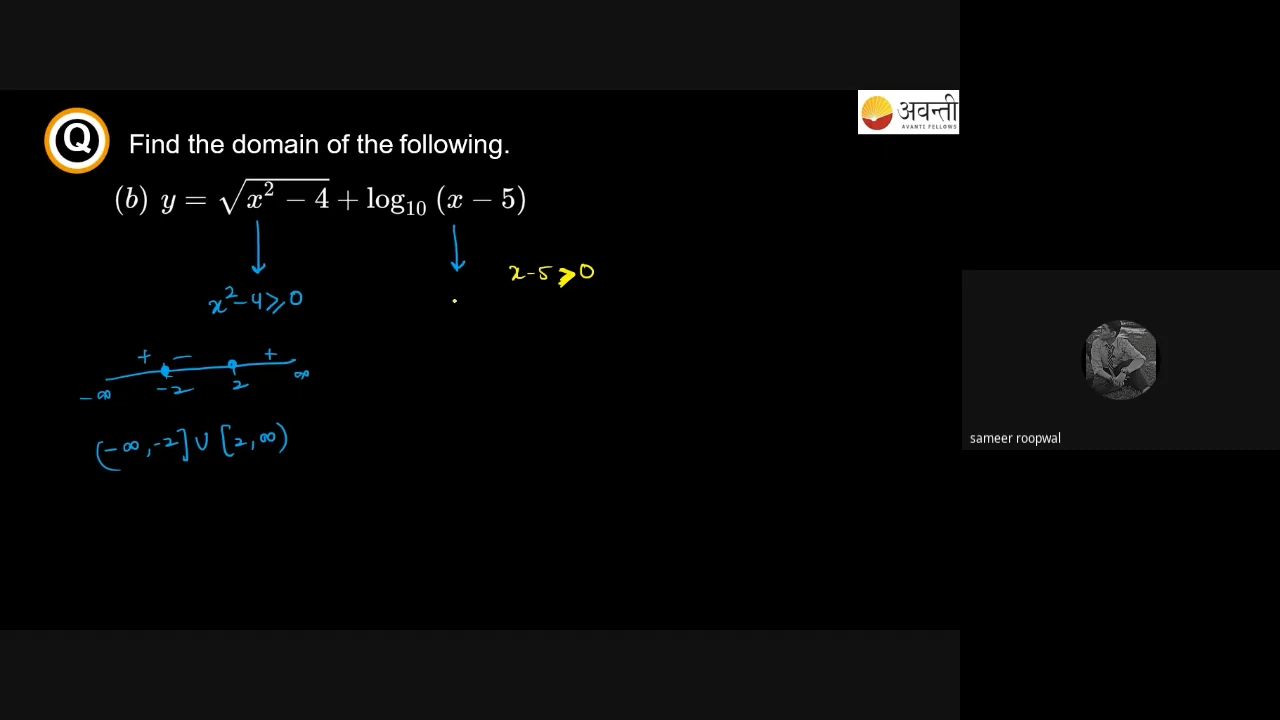 अवन्ती
AVANTI FELLOWS
Q Find the domain of the following.
(b) y = √(x² − 4) + log₁₀ (x − 5)
x-5>0
x²-4⩾0
+ − +
-∞ -2 2 ∞
(-∞,-2] ∪ [2,∞)
sameer roopwal